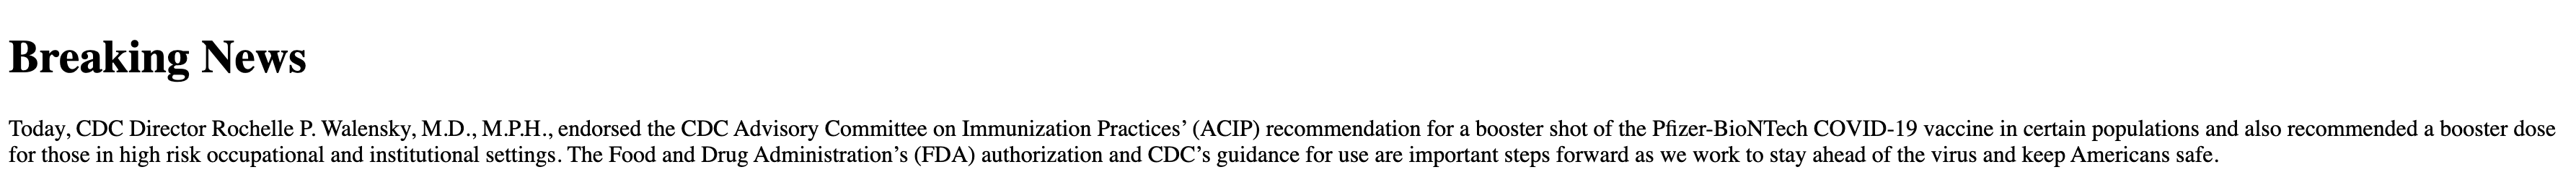 Breaking News
Today, CDC Director Rochelle P. Walensky, M.D., M.P.H., endorsed the CDC Advisory Committee on Immunization Practices’ (ACIP) recommendation for a booster shot of the Pfizer-BioNTech COVID-19 vaccine in certain populations and also recommended a booster dose
for those in high risk occupational and institutional settings. The Food and Drug Administration’s (FDA) authorization and CDC’s guidance for use are important steps forward as we work to stay ahead of the virus and keep Americans safe.